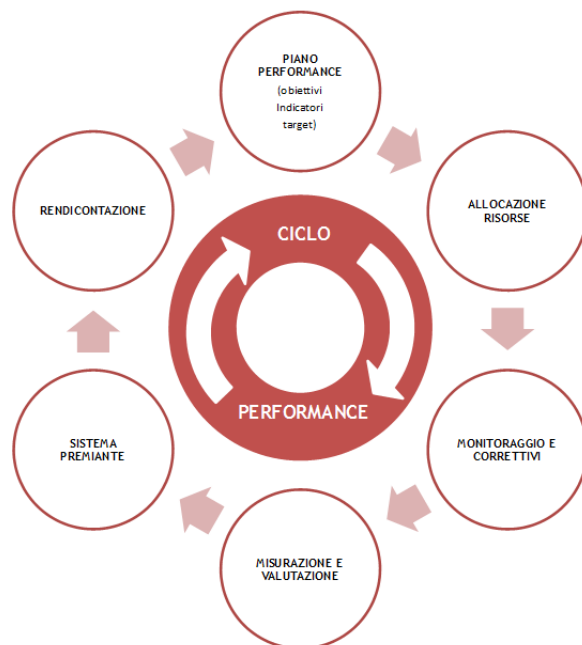 PIANO
PERFORMANCE
(obiettivi
Indicatori
target)
ALLOCAZIONE
RISORSE
MONITORAGGIO E
CORRETTIVI
MISURAZIONE E
VALUTAZIONE
SISTEMA
PREMIANTE
RENDICONTAZIONE
CICLO
PERFORMANCE